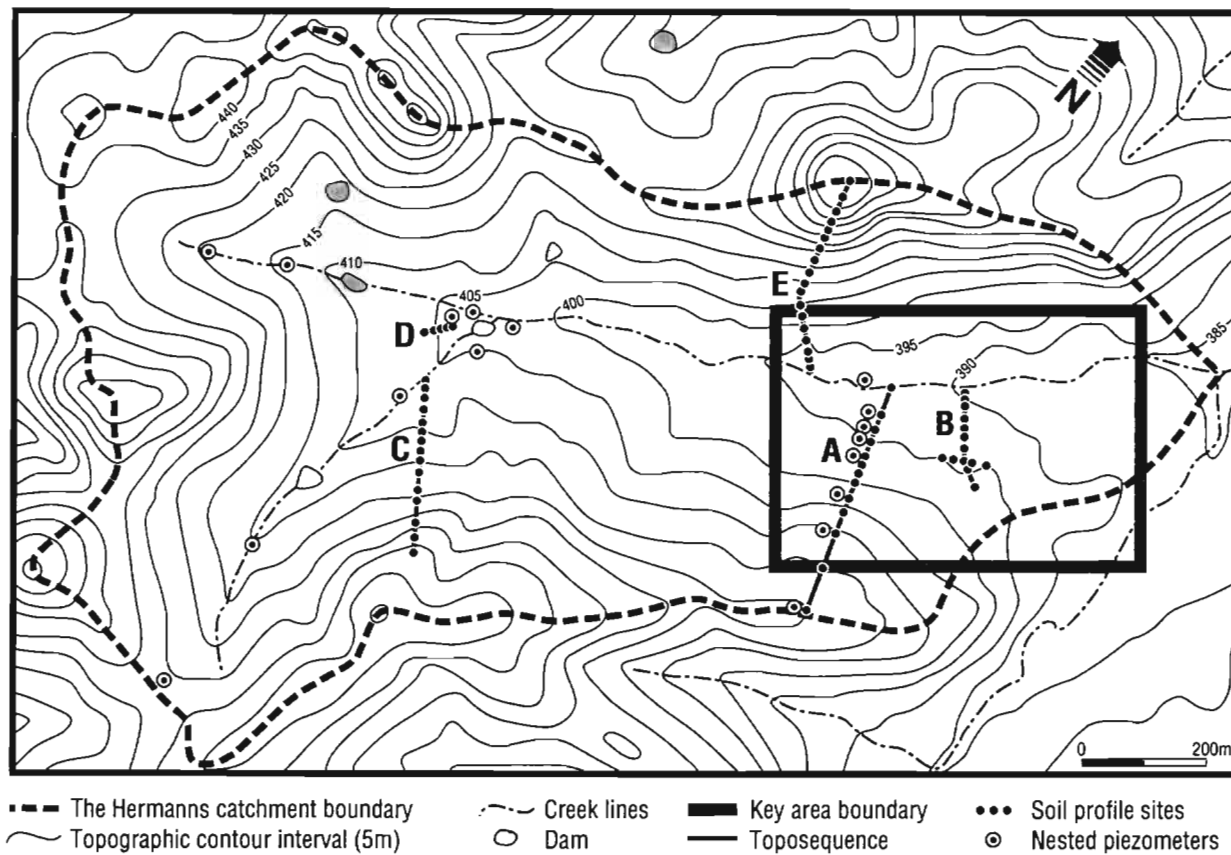 N
440
435
430
425
420
415
410
405
400
395
390
385
E
D
C
A
B
0 200m
The Hermanns catchment boundary
Creek lines
Key area boundary
Soil profile sites
Topographic contour interval (5m)
Dam
Toposequence
Nested piezometers